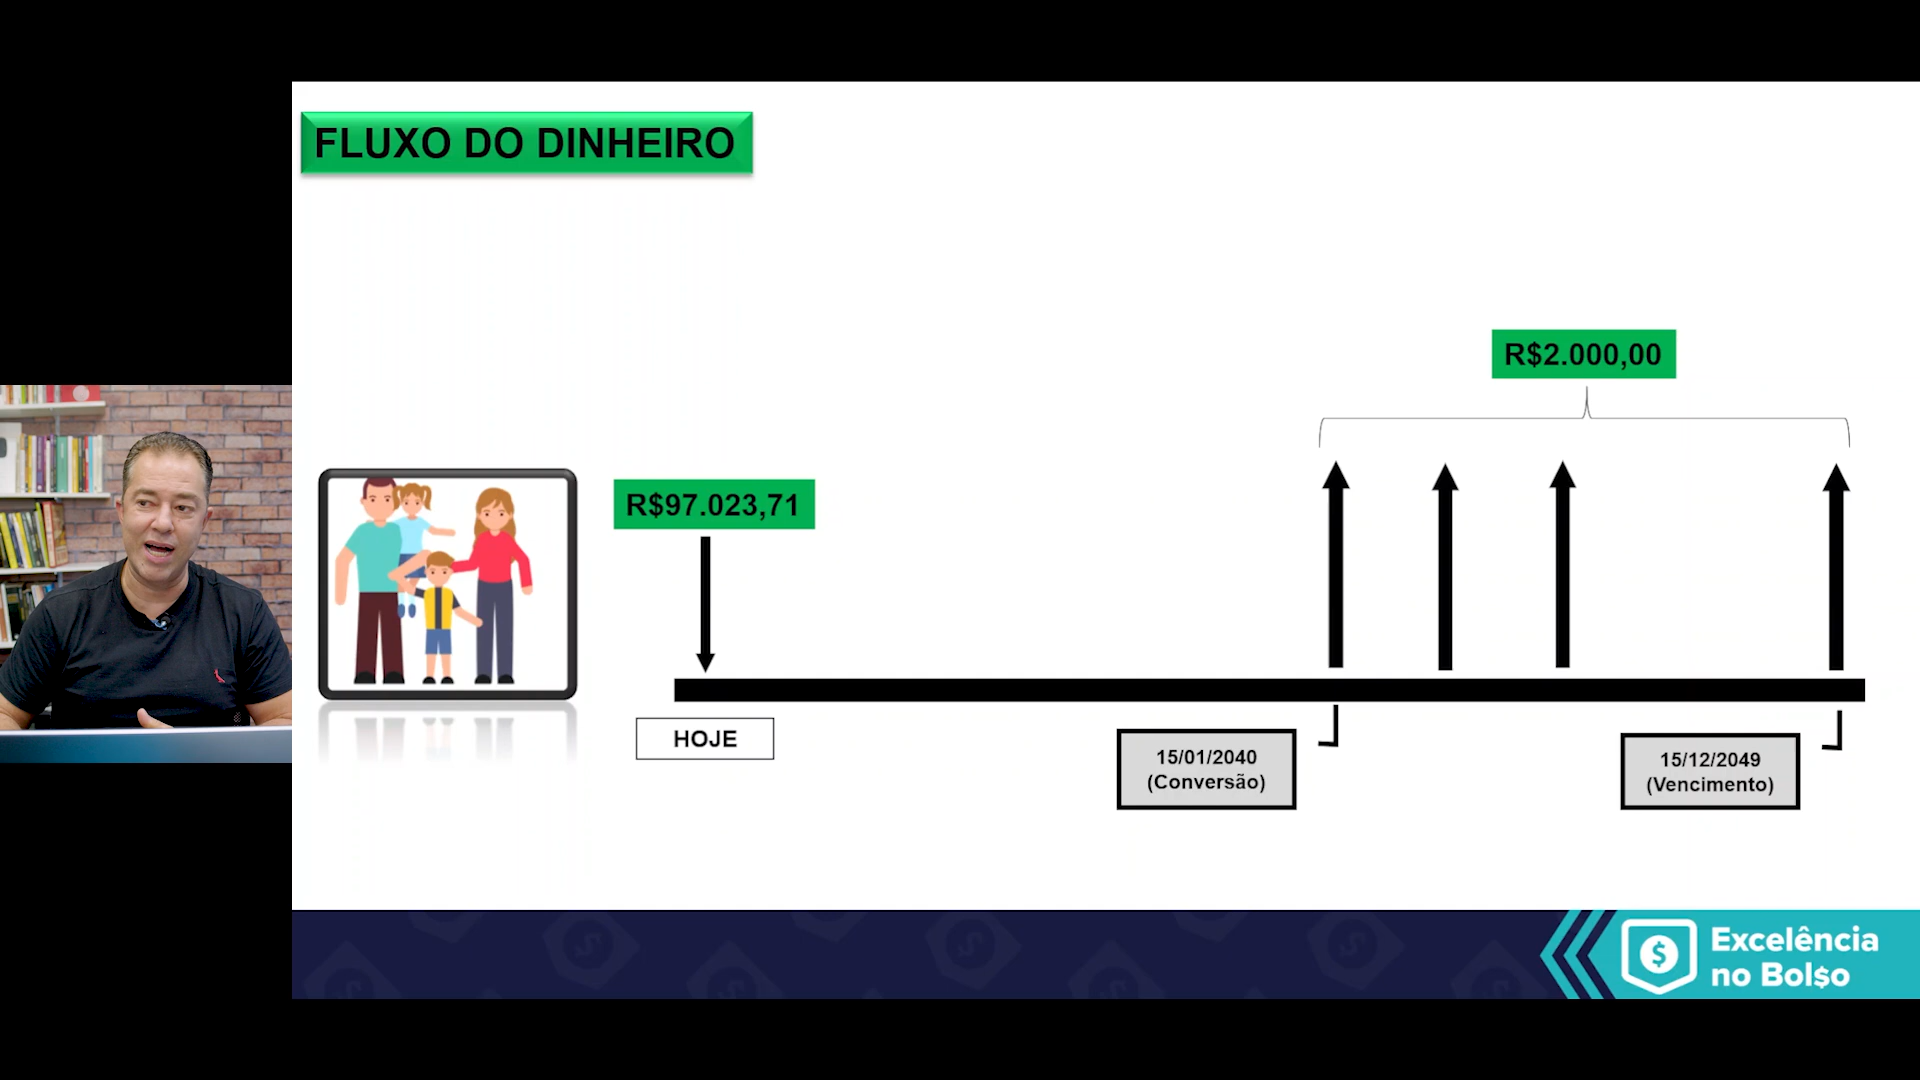 FLUXO DO DINHEIRO
R$2.000,00
R$97.023,71
HOJE
15/01/2040
(Conversão)
15/12/2049
(Vencimento)
Excelência
no Bol$o